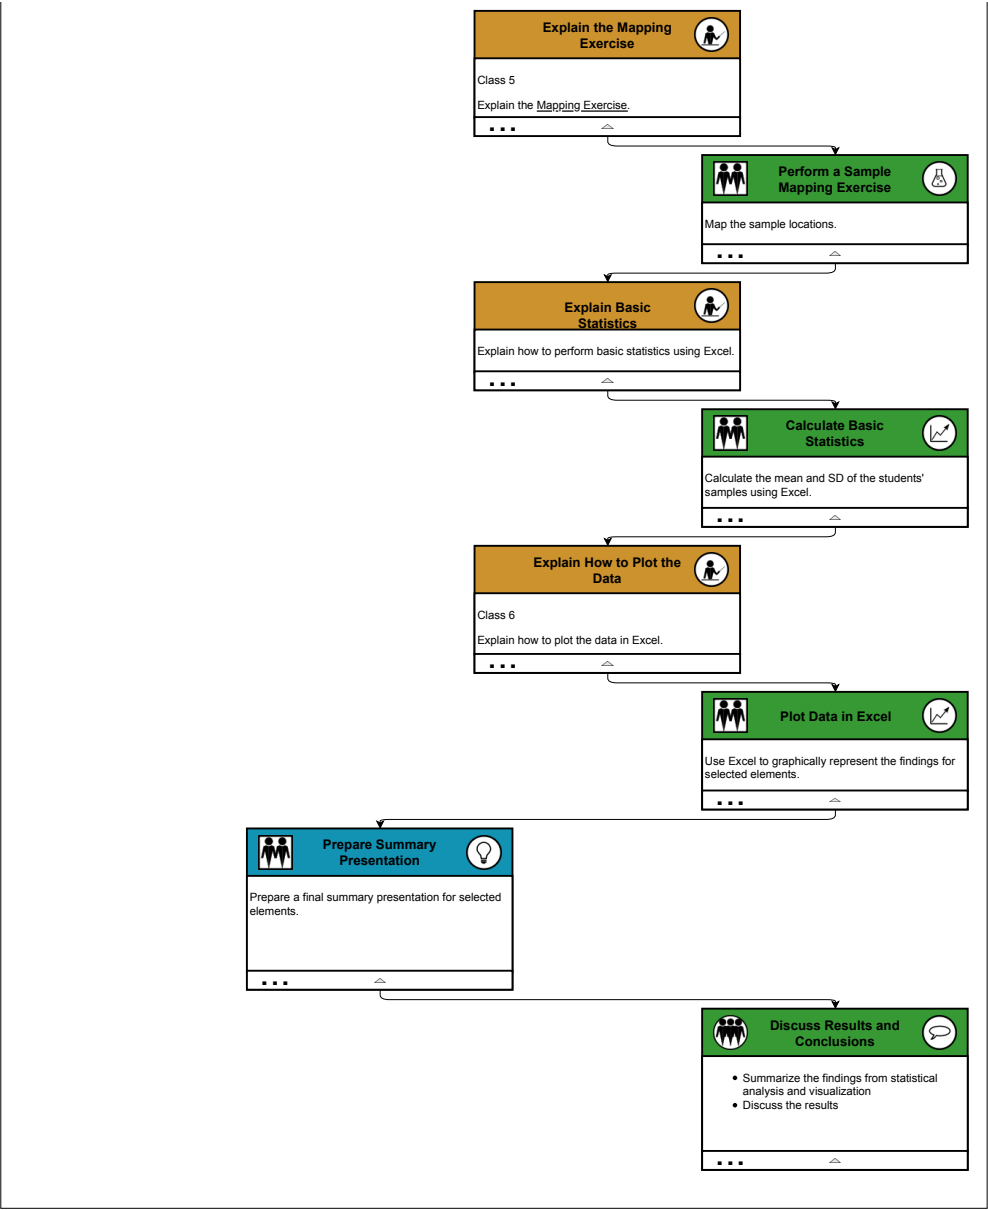 Explain the Mapping
Exercise
Class 5
Explain the Mapping Exercise.
Perform a Sample
Mapping Exercise
Map the sample locations.
Explain Basic
Statistics
Explain how to perform basic statistics using Excel.
Calculate Basic
Statistics
Calculate the mean and SD of the students'
samples using Excel.
Explain How to Plot the
Data
Class 6
Explain how to plot the data in Excel.
Plot Data in Excel
Use Excel to graphically represent the findings for
selected elements.
Prepare Summary
Presentation
Prepare a final summary presentation for selected
elements.
Discuss Results and
Conclusions
• Summarize the findings from statistical
analysis and visualization
• Discuss the results